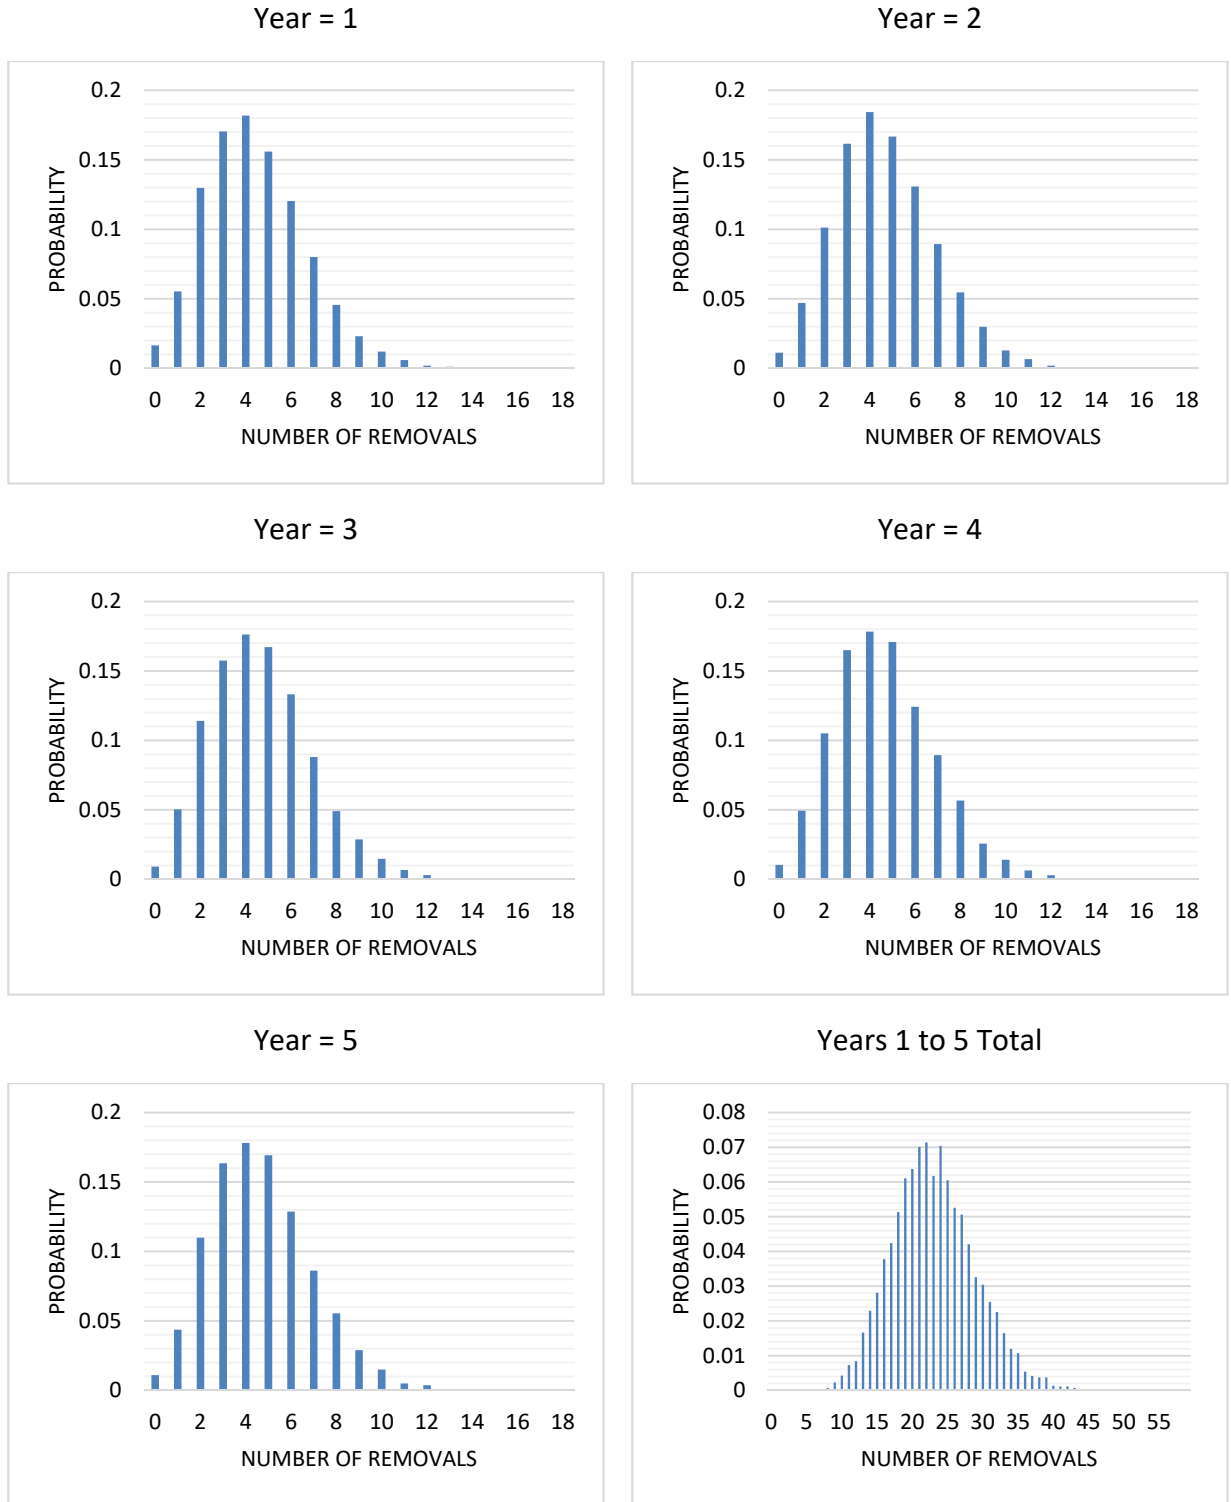 Year = 1
0.2
0.15
0.1
0.05
0
PROBABILITY
0 2 4 6 8 10 12 14 16 18
NUMBER OF REMOVALS
Year = 2
0.2
0.15
0.1
0.05
0
PROBABILITY
0 2 4 6 8 10 12 14 16 18
NUMBER OF REMOVALS
Year = 3
0.2
0.15
0.1
0.05
0
PROBABILITY
0 2 4 6 8 10 12 14 16 18
NUMBER OF REMOVALS
Year = 4
0.2
0.15
0.1
0.05
0
PROBABILITY
0 2 4 6 8 10 12 14 16 18
NUMBER OF REMOVALS
Year = 5
0.2
0.15
0.1
0.05
0
PROBABILITY
0 2 4 6 8 10 12 14 16 18
NUMBER OF REMOVALS
Years 1 to 5 Total
0.08
0.07
0.06
0.05
0.04
0.03
0.02
0.01
0
PROBABILITY
0 5 10 15 20 25 30 35 40 45 50 55
NUMBER OF REMOVALS